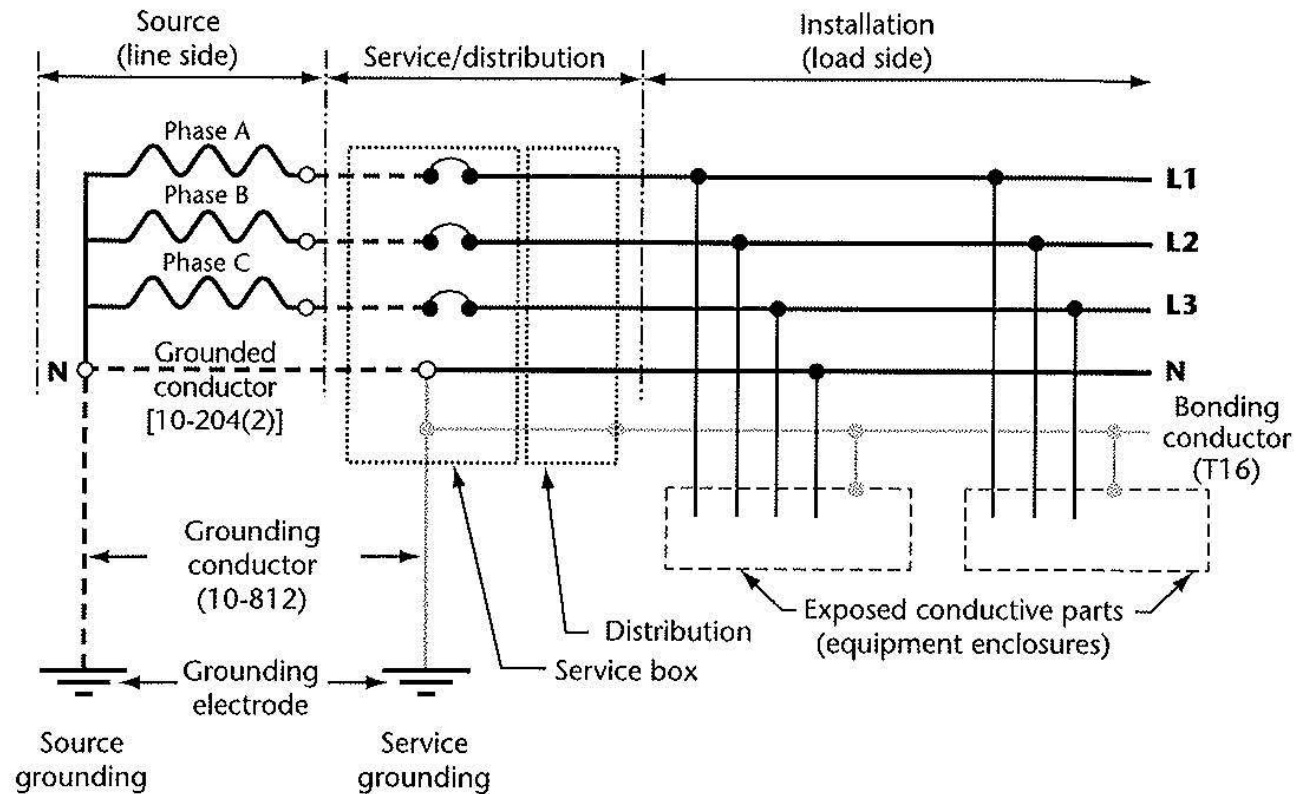 Source
(line side)
Service/distribution
Installation
(load side)
Phase A
Phase B
Phase C
L1
L2
L3
N
Grounded
conductor
[10-204(2)]
N
Bonding
conductor
(T16)
Grounding
conductor
(10-812)
Exposed conductive parts
(equipment enclosures)
Distribution
Service box
Grounding
electrode
Source
grounding
Service
grounding